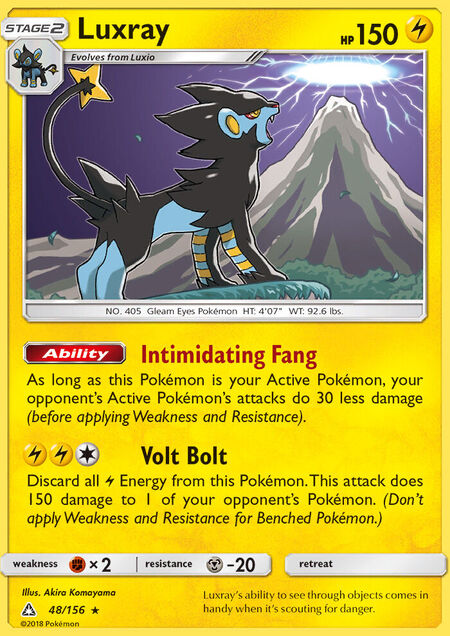 STAGE2 Luxray HP 150
Evolves from Luxio
NO. 405 Gleam Eyes Pokémon HT: 4'07" WT: 92.6 lbs.
Ability Intimidating Fang
As long as this Pokémon is your Active Pokémon, your
opponent's Active Pokémon's attacks do 30 less damage
(before applying Weakness and Resistance).
Volt Bolt
Discard all Energy from this Pokémon. This attack does
150 damage to 1 of your opponent's Pokémon. (Don't
apply Weakness and Resistance for Benched Pokémon.)
weakness × 2 resistance -20 retreat
Illus. Akira Komayama
48/156 ★
©2018 Pokémon
Luxray's ability to see through objects comes in
handy when it's scouting for danger.